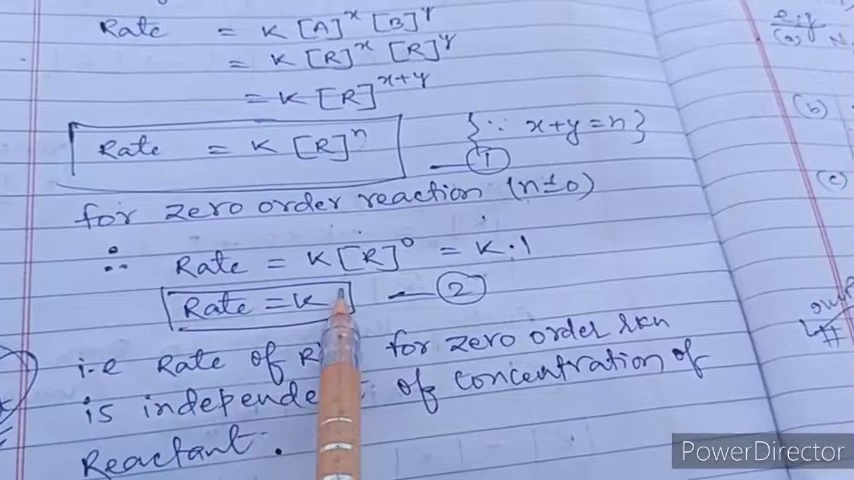 Rate = K [A]^x [B]^y
= K [R]^x [R]^y
= K [R]^x+y
Rate = K [R]^n {∵ x+y=n}
— ①
for zero order reaction (n=0)
∴ Rate = K[R]^0 = K.1
Rate = K — ②
i.e Rate of for zero order rxn
is independe of concentration of
Reactant.
e.g
(a) N
(b)
(c)
PowerDirector